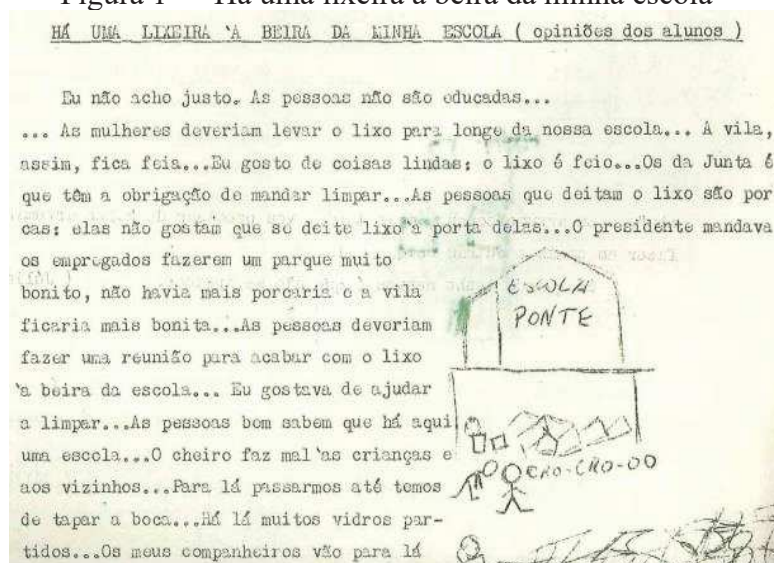 Figura 1 – Há uma lixeira à beira da minha escola
HÁ UMA LIXEIRA 'A BEIRA DA MINHA ESCOLA ( opiniões dos alunos )
Eu não acho justo. As pessoas não são educadas...
... As mulheres deveriam levar o lixo para longe da nossa escola... A vila,
assim, fica feia...Eu gosto de coisas lindas; o lixo é feio...Os da Junta é
que têm a obrigação de mandar limpar...As pessoas que deitam o lixo são por
cas: elas não gostam que se deite lixo'a porta delas...O presidente mandava
os empregados fazerem um parque muito
bonito, não havia mais porcaria e a vila
ficaria mais bonita...As pessoas deveriam
fazer uma reunião para acabar com o lixo
'a beira da escola... Eu gostava de ajudar
a limpar...As pessoas bem sabem que há aqui
uma escola...O cheiro faz mal'as crianças e
aos vizinhos...Para lá passarmos até temos
de tapar a boca...Há lá muitos vidros par-
tidos...Os meus companheiros vão para lá
ESCOLA
PONTE
CRO-CRO-OO